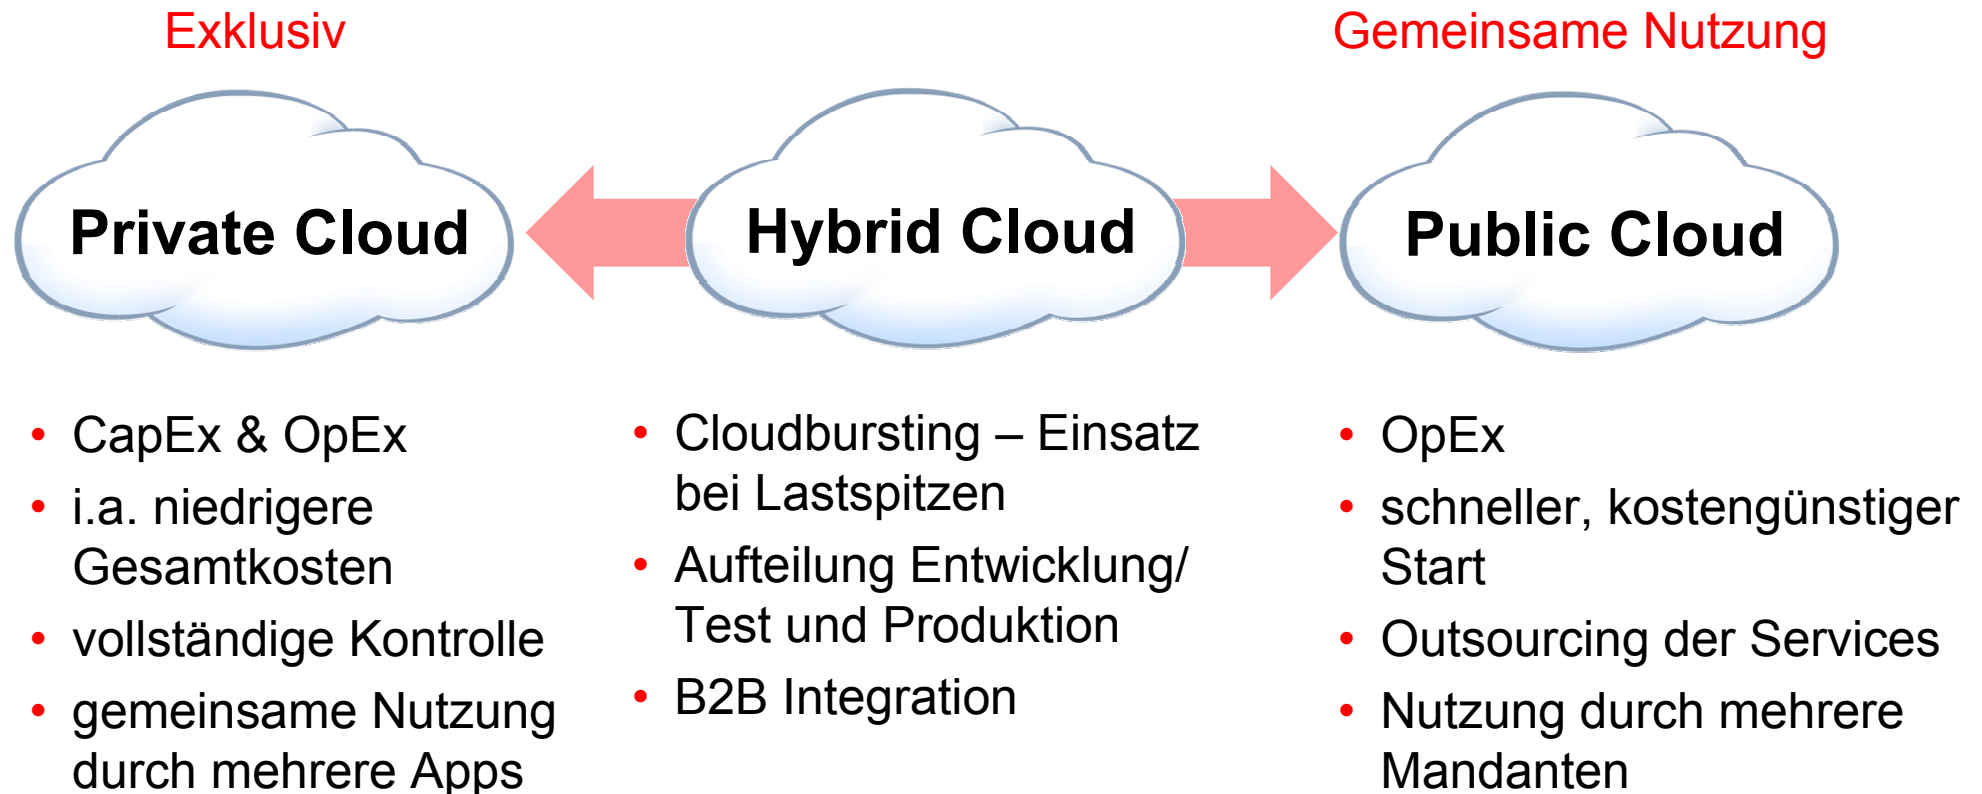 Exklusiv
Gemeinsame Nutzung
Private Cloud
Hybrid Cloud
Public Cloud
• CapEx & OpEx
• i.a. niedrigere
Gesamtkosten
• vollständige Kontrolle
• gemeinsame Nutzung
durch mehrere Apps
• Cloudbursting – Einsatz
bei Lastspitzen
• Aufteilung Entwicklung/
Test und Produktion
• B2B Integration
• OpEx
• schneller, kostengünstiger
Start
• Outsourcing der Services
• Nutzung durch mehrere
Mandanten